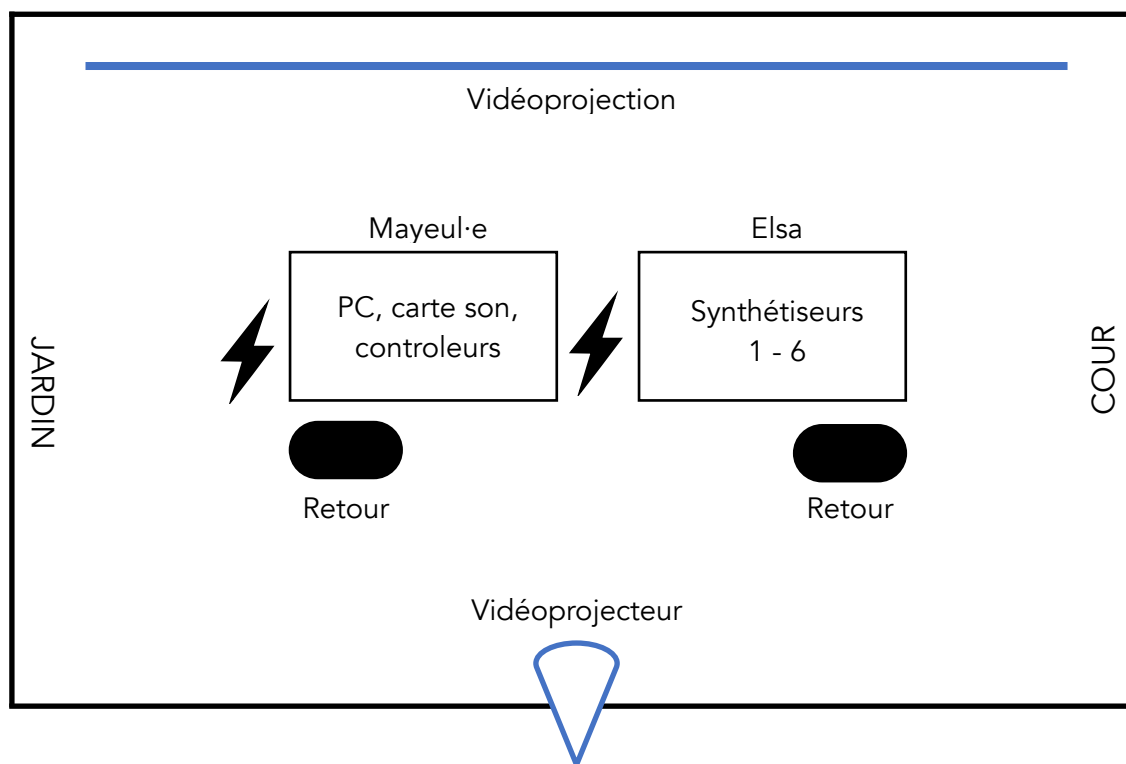 Vidéoprojection
Mayeul·e
Elsa
PC, carte son,
controleurs
Synthétiseurs
1 - 6
JARDIN
COUR
Retour
Retour
Vidéoprojecteur